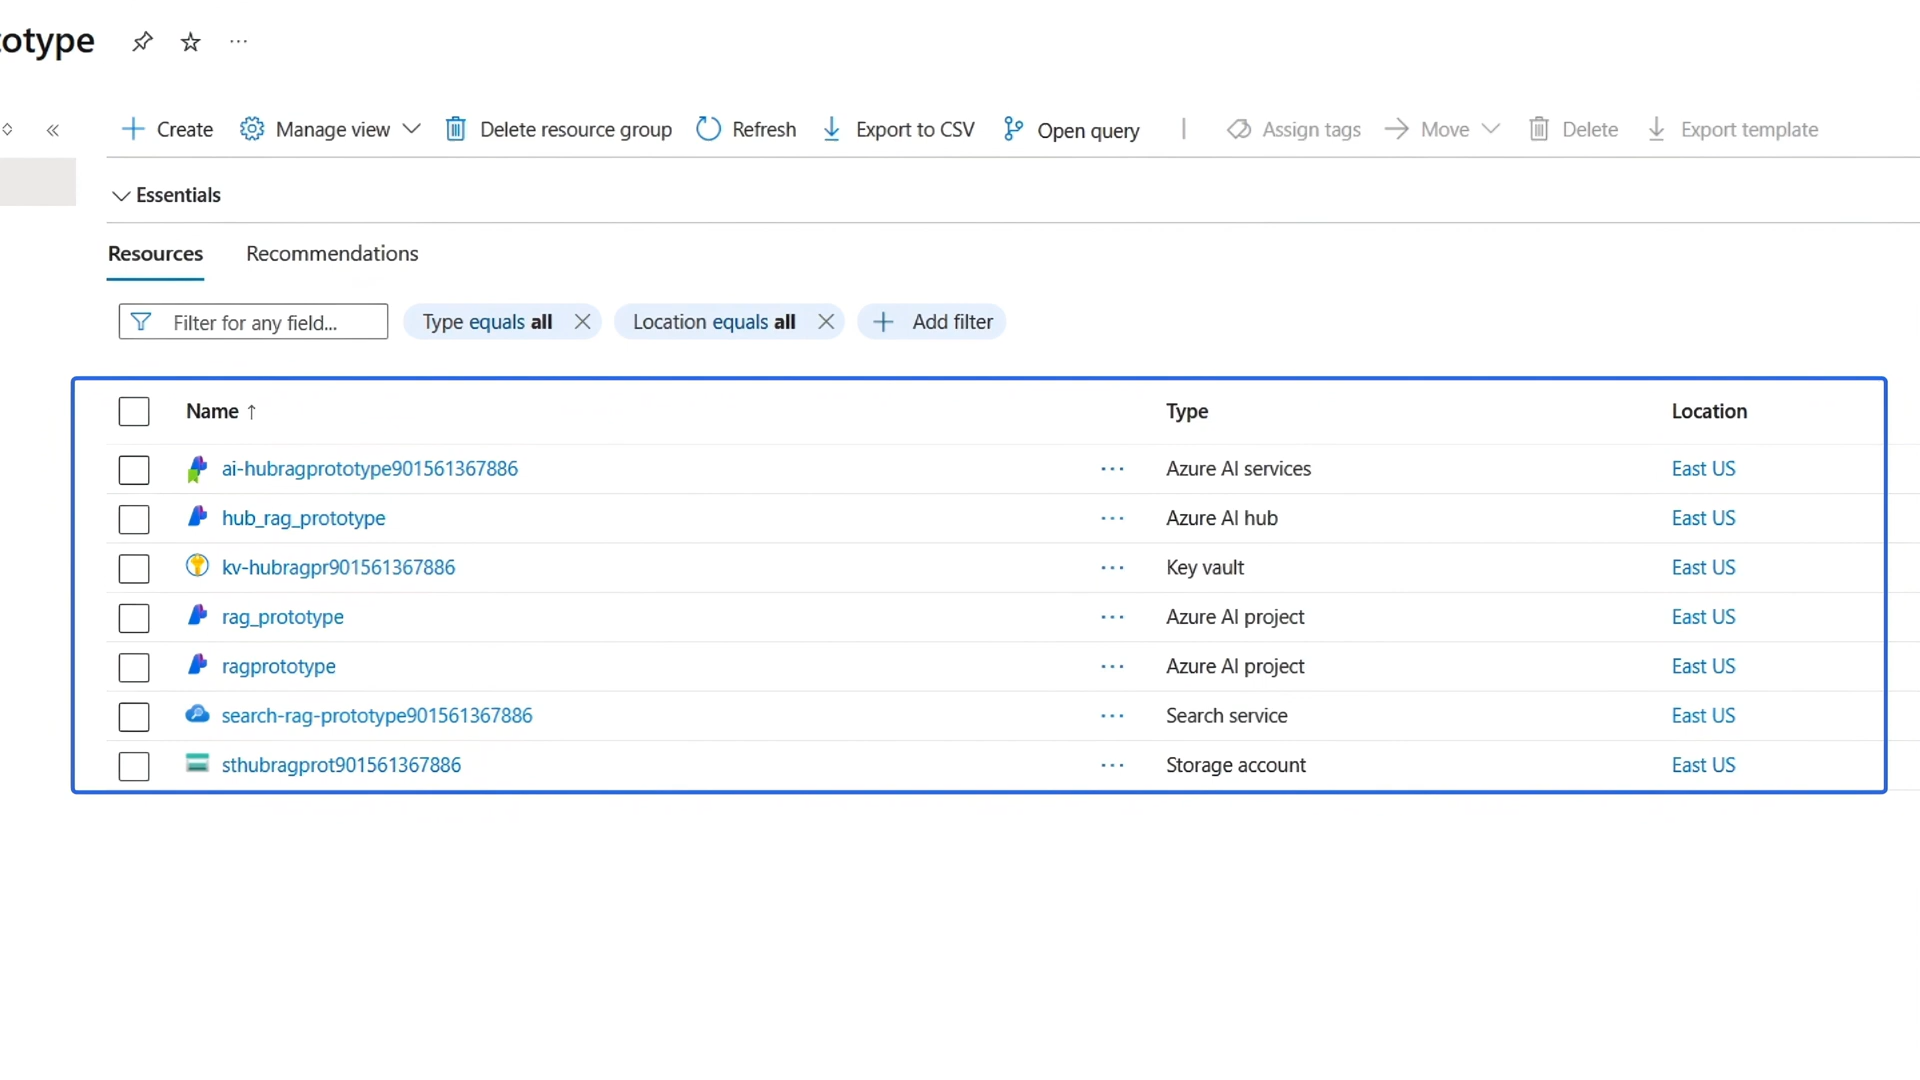 otype
Create Manage view Delete resource group Refresh Export to CSV Open query | Assign tags Move Delete Export template
Essentials
Resources Recommendations
Filter for any field... Type equals all Location equals all Add filter
Name ↑ Type Location
ai-hubragprototype901561367886 ... Azure AI services East US
hub_rag_prototype ... Azure AI hub East US
kv-hubragpr901561367886 ... Key vault East US
rag_prototype ... Azure AI project East US
ragprototype ... Azure AI project East US
search-rag-prototype901561367886 ... Search service East US
sthubragprot901561367886 ... Storage account East US